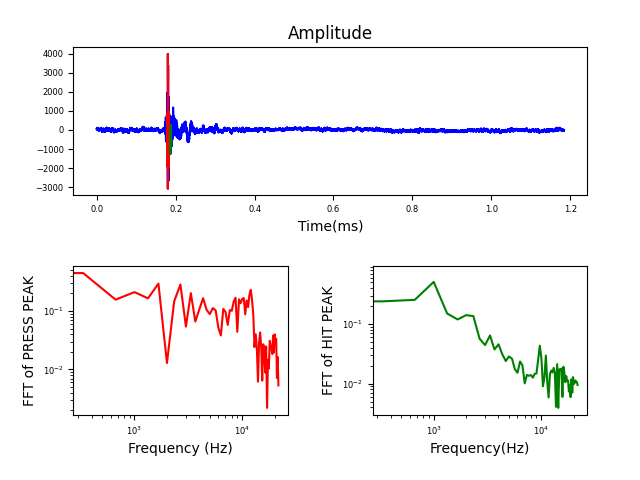 Amplitude
4000
3000
2000
1000
0
−1000
−2000
−3000
0.0 0.2 0.4 0.6 0.8 1.0 1.2
Time(ms)
FFT of PRESS PEAK
10⁻¹
10⁻²
10³ 10⁴
Frequency (Hz)
FFT of HIT PEAK
10⁻¹
10⁻²
10³ 10⁴
Frequency(Hz)